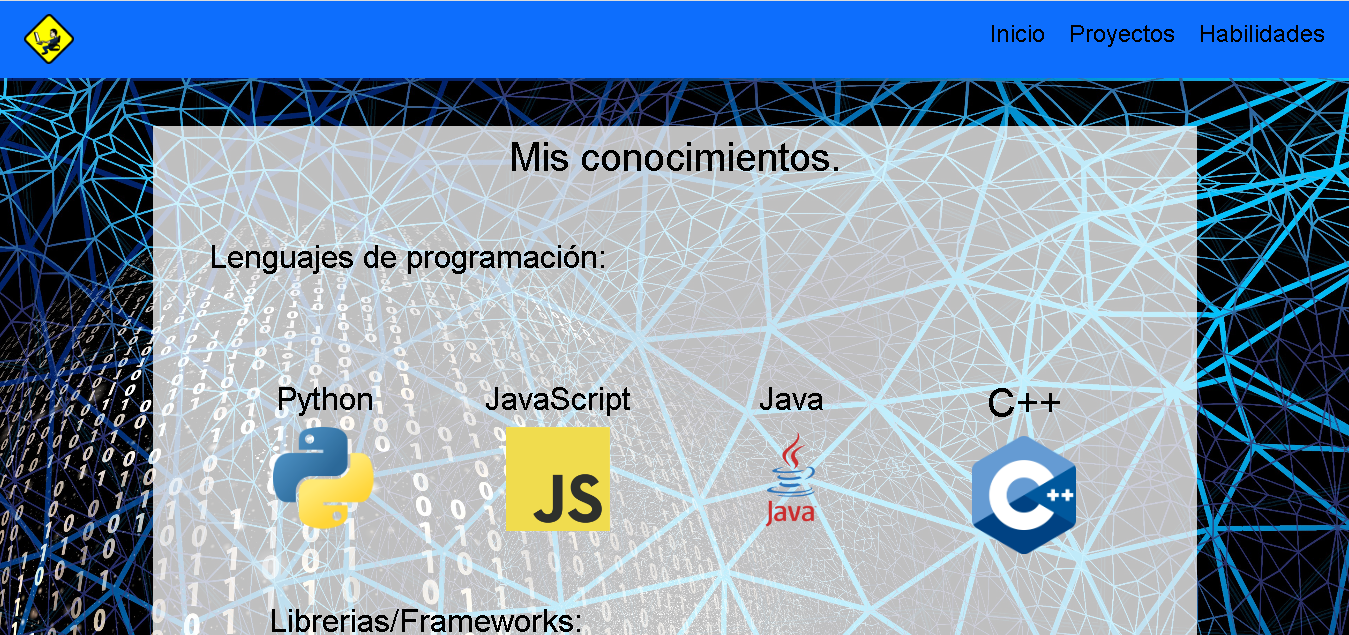 Inicio Proyectos Habilidades
Mis conocimientos.
Lenguajes de programación:
Python JavaScript Java C++
JS Java C++
Librerias/Frameworks: